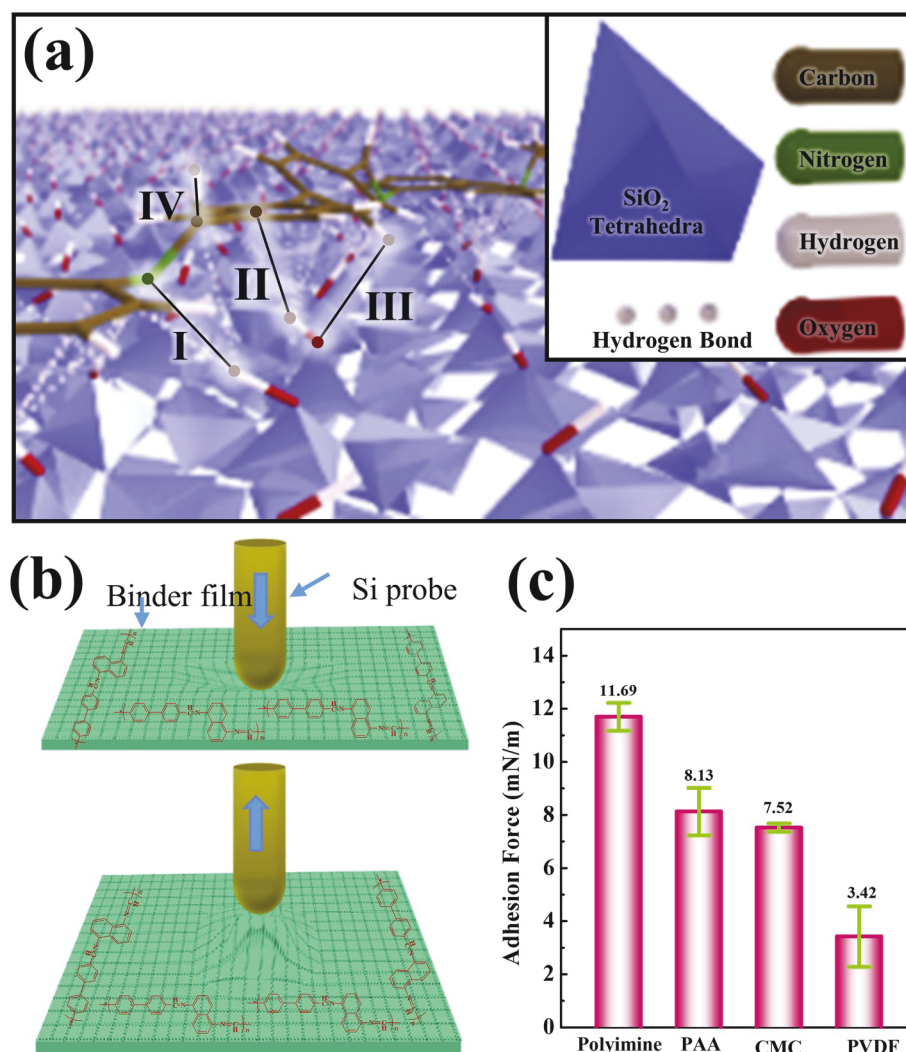 (a)
IV
II
III
I
SiO₂
Tetrahedra
Hydrogen Bond
Carbon
Nitrogen
Hydrogen
Oxygen
(b)
Binder film
Si probe
(c)
Adhesion Force (mN/m)
14
12
10
8
6
4
2
0
11.69
8.13
7.52
3.42
Polyimine PAA CMC PVDF